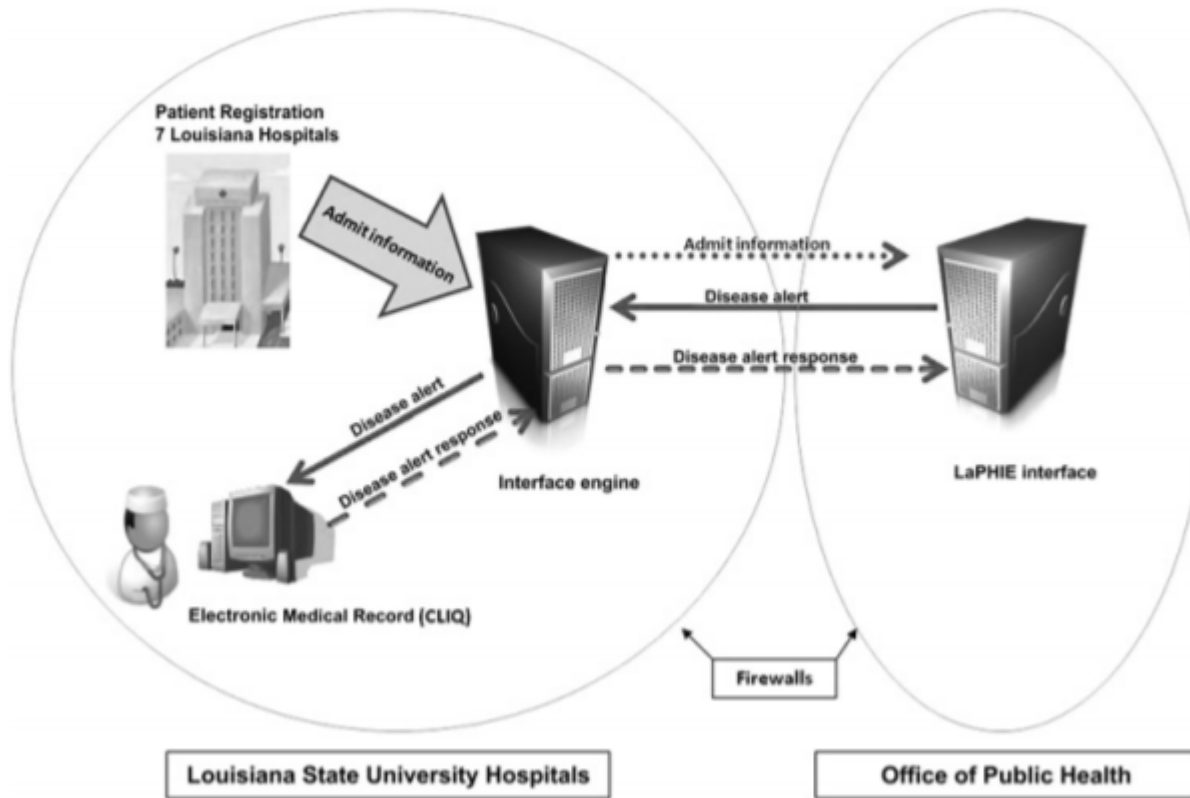 Patient Registration
7 Louisiana Hospitals
Admit information
Admit information
Disease alert
Disease alert response
Disease alert
Disease alert response
Interface engine
LaPHIE interface
Electronic Medical Record (CLIQ)
Firewalls
Louisiana State University Hospitals
Office of Public Health